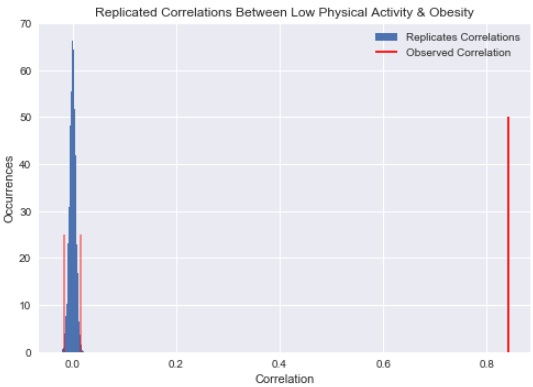 Replicated Correlations Between Low Physical Activity & Obesity
70
60
50
40
30
20
10
0
Occurrences
Replicates Correlations
Observed Correlation
0.0 0.2 0.4 0.6 0.8
Correlation